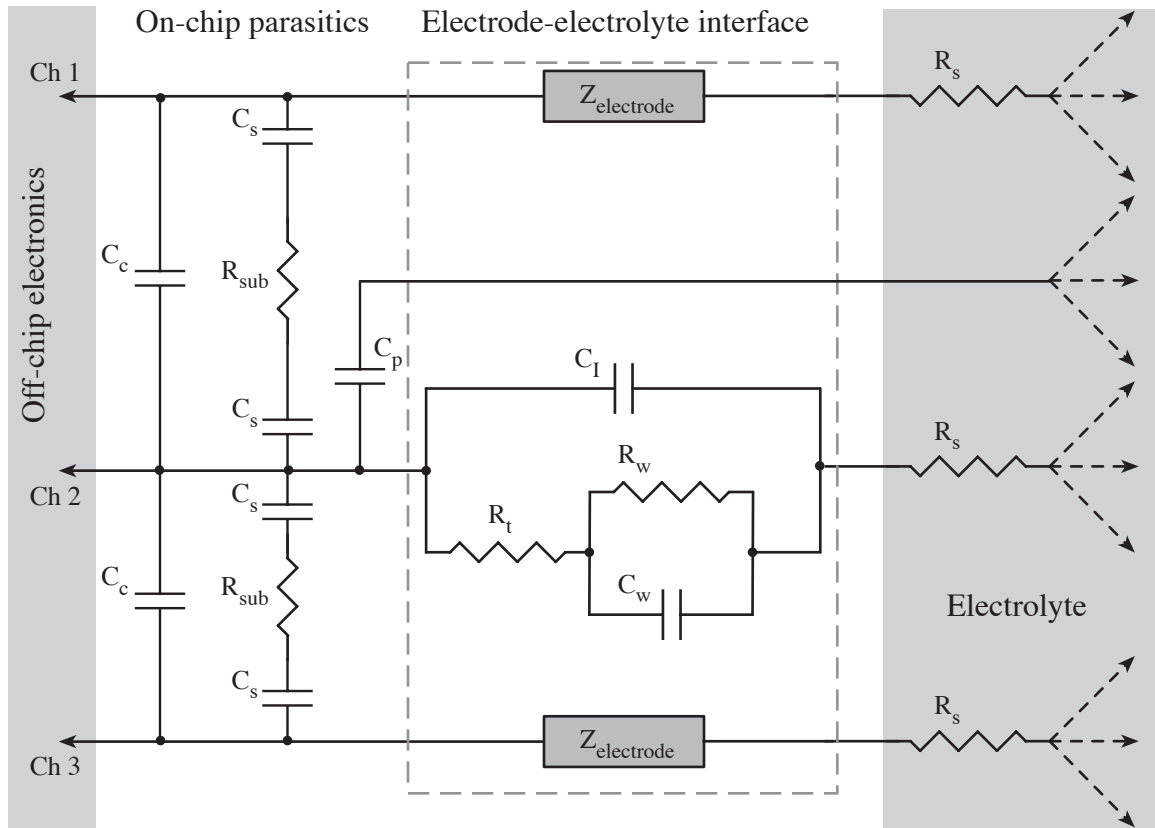 On-chip parasitics
Electrode-electrolyte interface
Ch 1
C_s
Z_electrode
R_s
Off-chip electronics
C_c
R_sub
C_p
C_I
C_s
R_s
R_w
Ch 2
C_s
R_t
C_c
R_sub
C_w
Electrolyte
C_s
Z_electrode
R_s
Ch 3